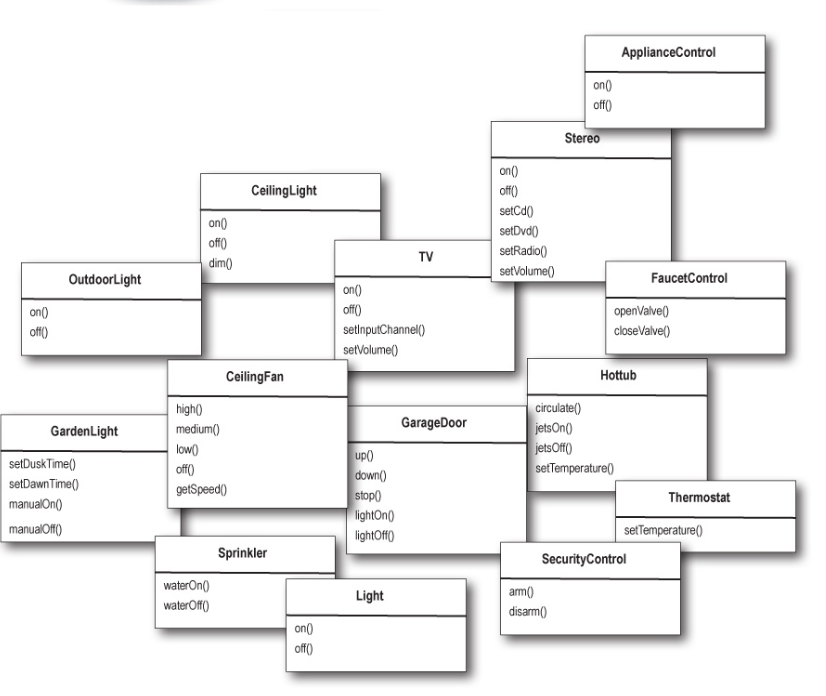 ApplianceControl
on()
off()
Stereo
on()
off()
setCd()
setDvd()
setRadio()
setVolume()
CeilingLight
on()
off()
dim()
TV
on()
off()
setInputChannel()
setVolume()
OutdoorLight
on()
off()
FaucetControl
openValve()
closeValve()
CeilingFan
high()
medium()
low()
off()
getSpeed()
Hottub
circulate()
jetsOn()
jetsOff()
setTemperature()
GardenLight
setDuskTime()
setDawnTime()
manualOn()
manualOff()
GarageDoor
up()
down()
stop()
lightOn()
lightOff()
Thermostat
setTemperature()
Sprinkler
waterOn()
waterOff()
SecurityControl
arm()
disarm()
Light
on()
off()